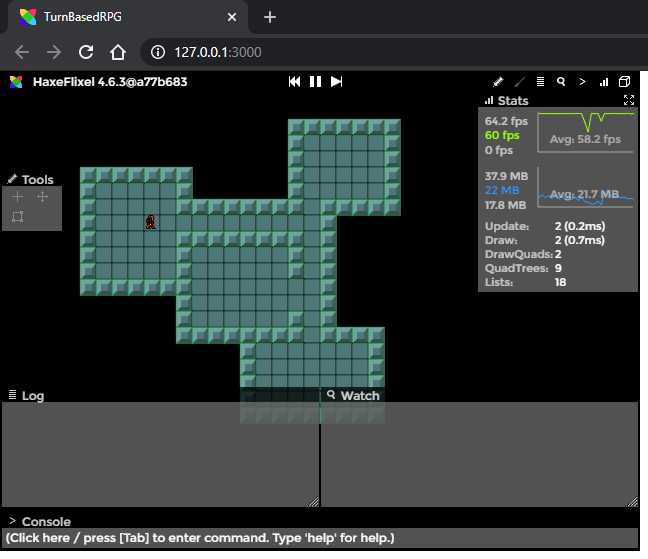 TurnBasedRPG
127.0.0.1:3000
HaxeFlixel 4.6.3@a77b683
Stats
64.2 fps
60 fps
0 fps
Avg: 58.2 fps
37.9 MB
22 MB
17.8 MB
Avg: 21.7 MB
Update: 2 (0.2ms)
Draw: 2 (0.7ms)
DrawQuads: 2
QuadTrees: 9
Lists: 18
Tools
Log
Watch
> Console
(Click here / press [Tab] to enter command. Type 'help' for help.)